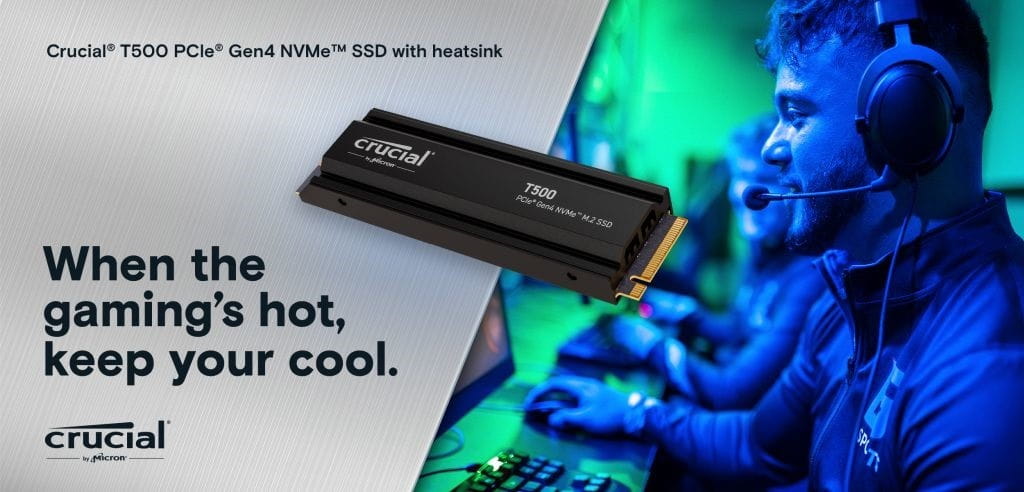 Crucial® T500 PCIe® Gen4 NVMe™ SSD with heatsink
crucial®
by Micron®
T500
PCIe® Gen4 NVMe™ M.2 SSD
When the
gaming's hot,
keep your cool.
crucial®
by Micron®